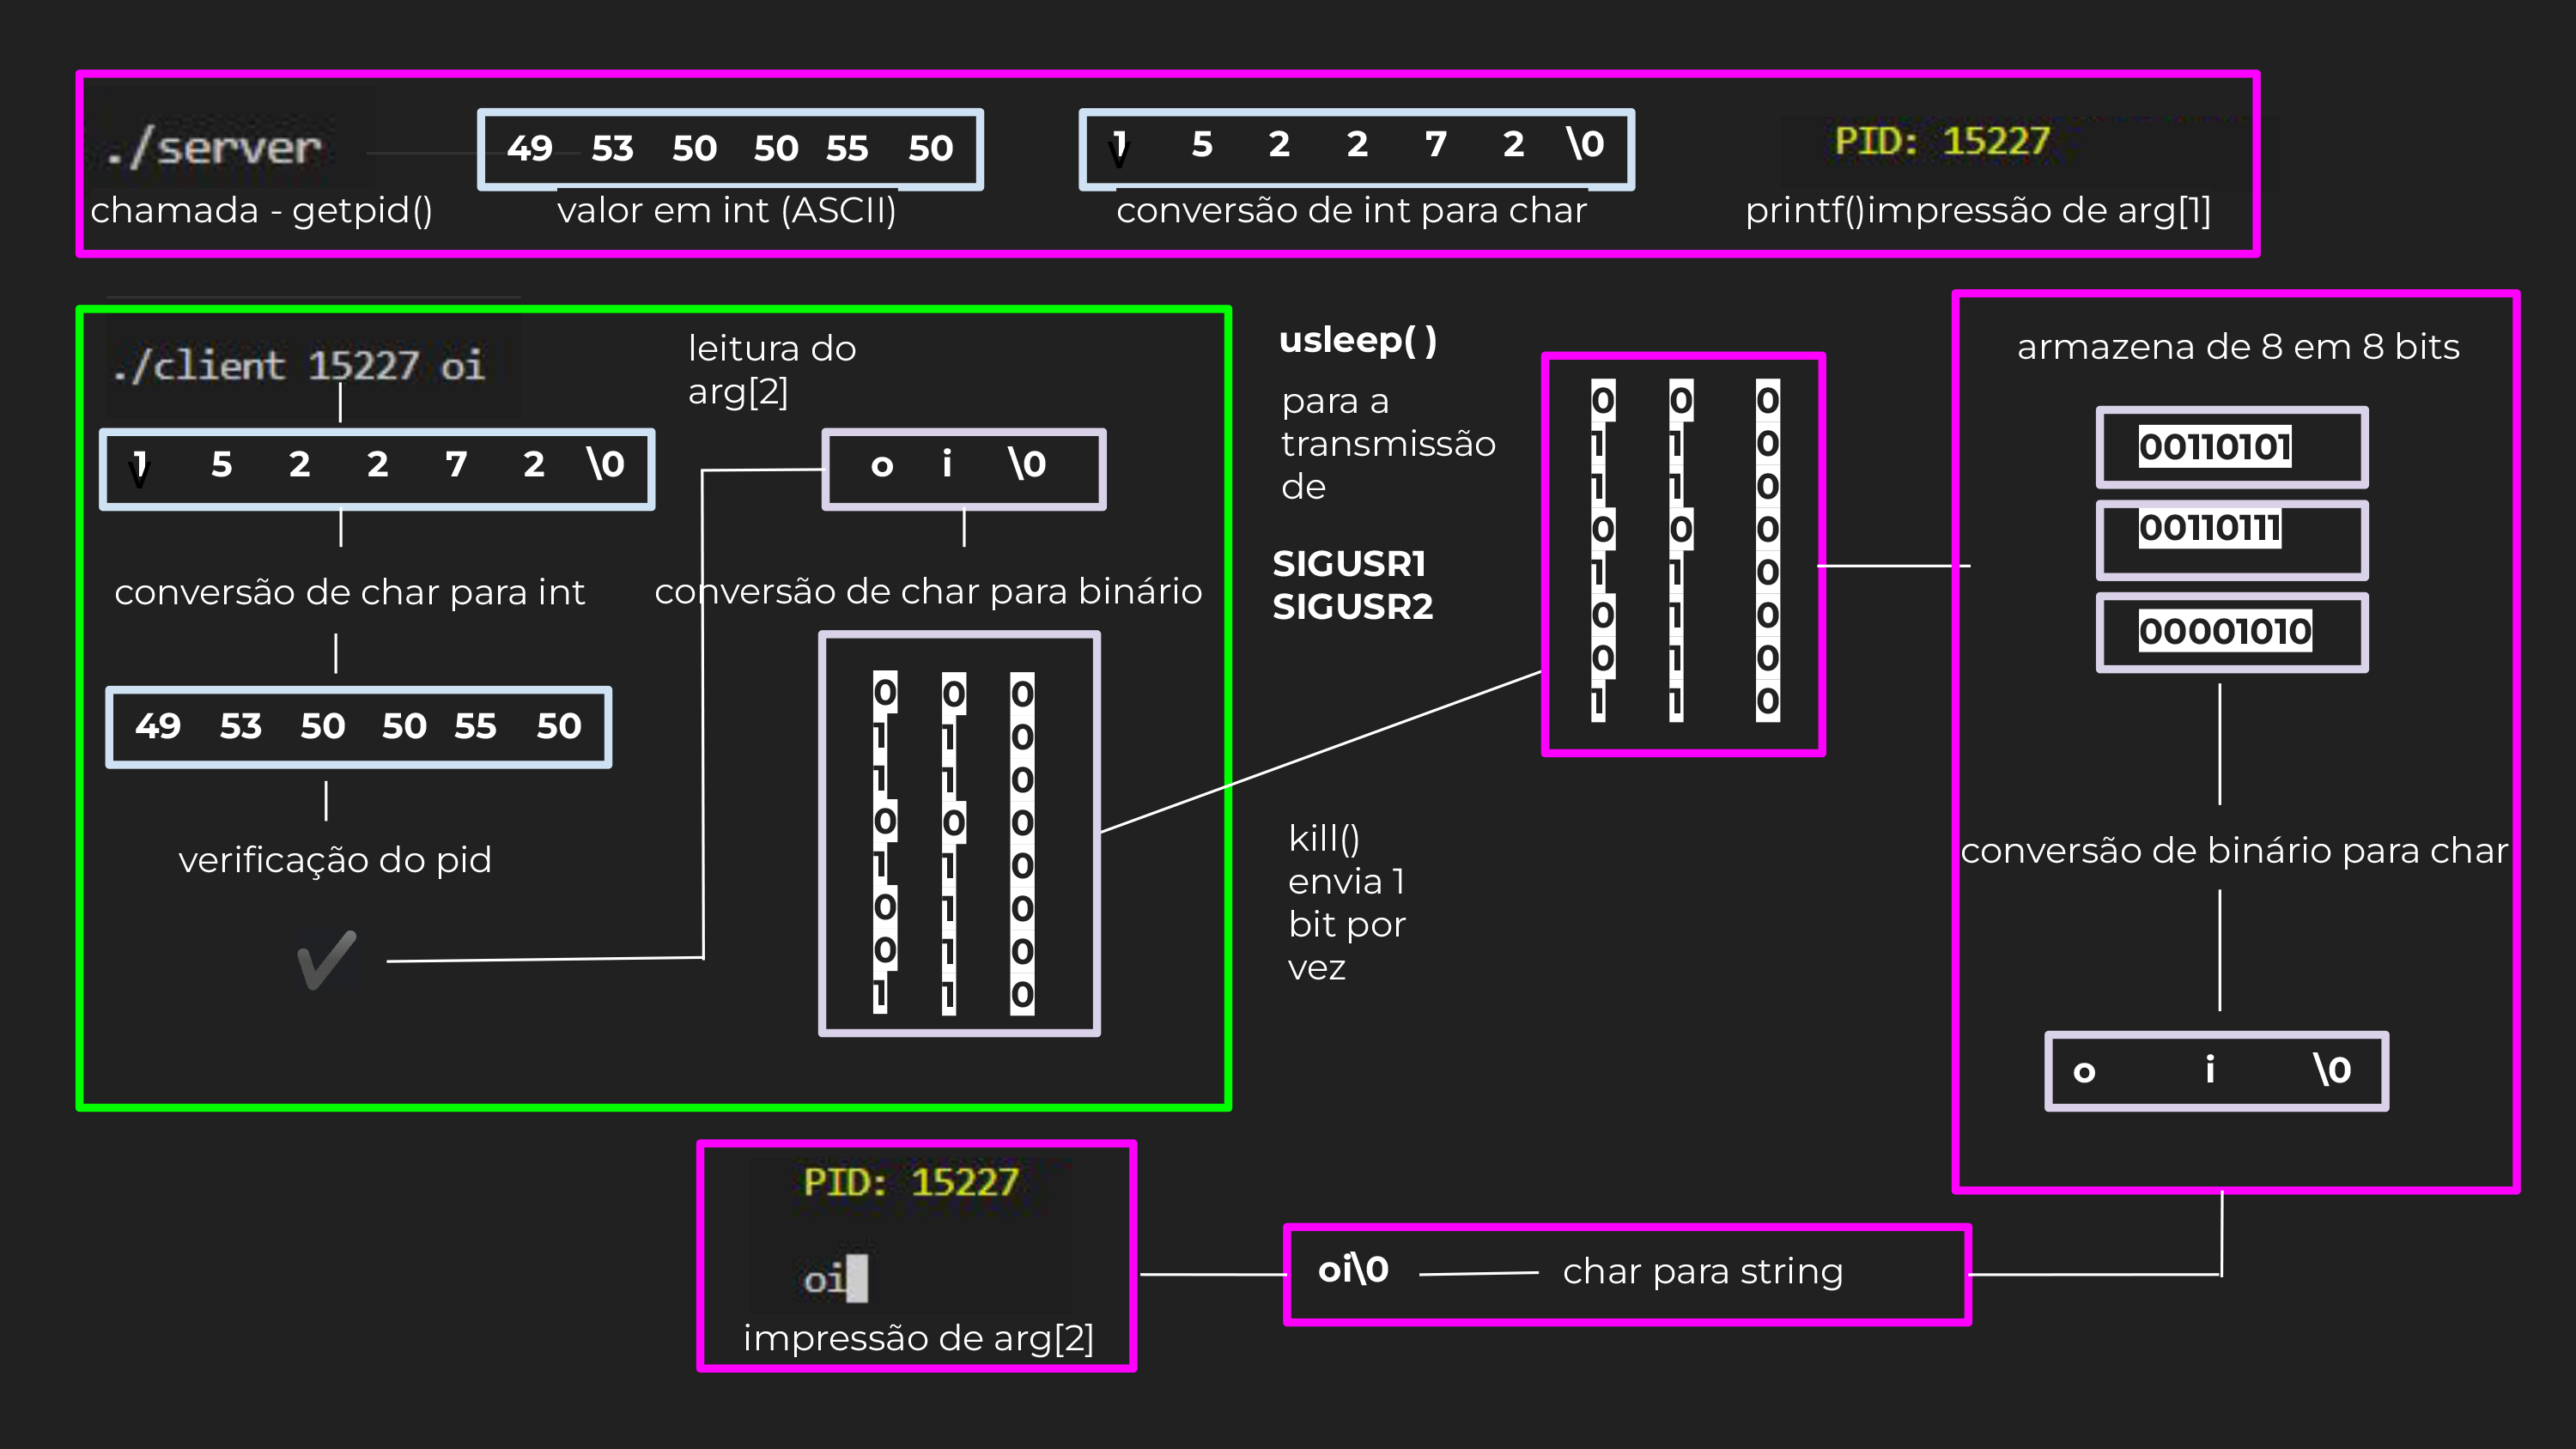 ./server
49 53 50 50 55 50
1 5 2 2 7 2 \0
PID: 15227
chamada - getpid()
valor em int (ASCII)
conversão de int para char
printf()impressão de arg[1]
./client 15227 oi
1 5 2 2 7 2 \0
conversão de char para int
49 53 50 50 55 50
verificação do pid
leitura do
arg[2]
o i \0
conversão de char para binário
0 0 0
1 1 0
1 1 0
0 0 0
1 1 0
0 1 0
0 1 0
1 1 0
usleep( )
para a
transmissão
de
SIGUSR1
SIGUSR2
kill()
envia 1
bit por
vez
0 0 0
1 1 0
1 1 0
0 0 0
1 1 0
0 1 0
0 1 0
1 1 0
armazena de 8 em 8 bits
00110101
00110111
00001010
conversão de binário para char
o i \0
oi\0
char para string
PID: 15227
oi
impressão de arg[2]